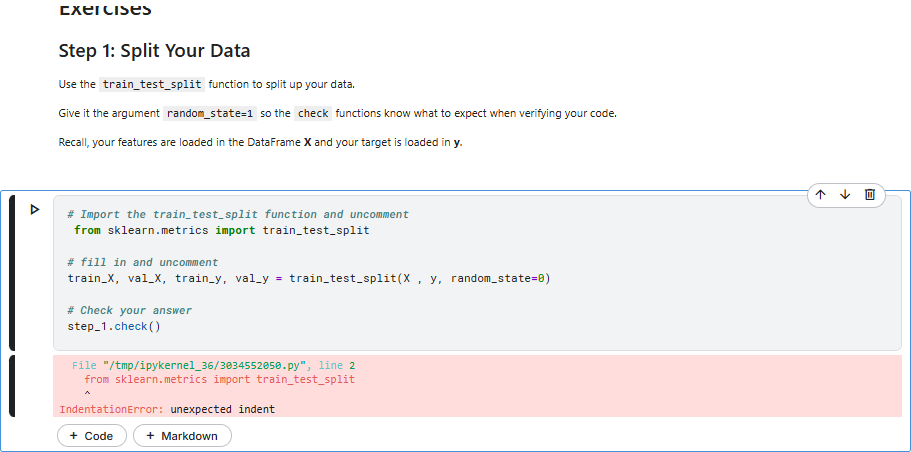 Exercises
Step 1: Split Your Data
Use the train_test_split function to split up your data.
Give it the argument random_state=1 so the check functions know what to expect when verifying your code.
Recall, your features are loaded in the DataFrame X and your target is loaded in y.
# Import the train_test_split function and uncomment
 from sklearn.metrics import train_test_split
# fill in and uncomment
train_X, val_X, train_y, val_y = train_test_split(X , y, random_state=0)
# Check your answer
step_1.check()
  File "/tmp/ipykernel_36/3034552050.py", line 2
    from sklearn.metrics import train_test_split
    ^
IndentationError: unexpected indent
+ Code + Markdown